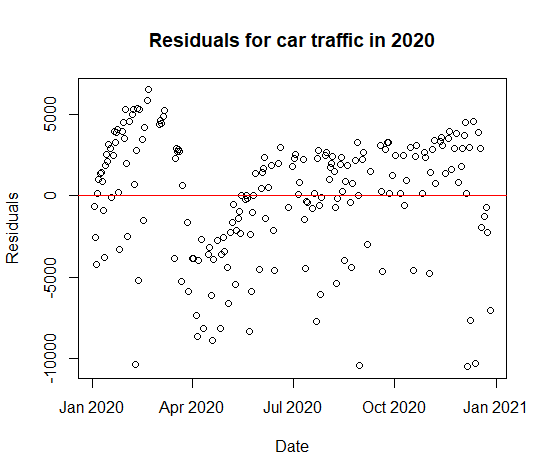 Residuals for car traffic in 2020
Residuals
5000
0
-5000
-10000
Jan 2020 Apr 2020 Jul 2020 Oct 2020 Jan 2021
Date